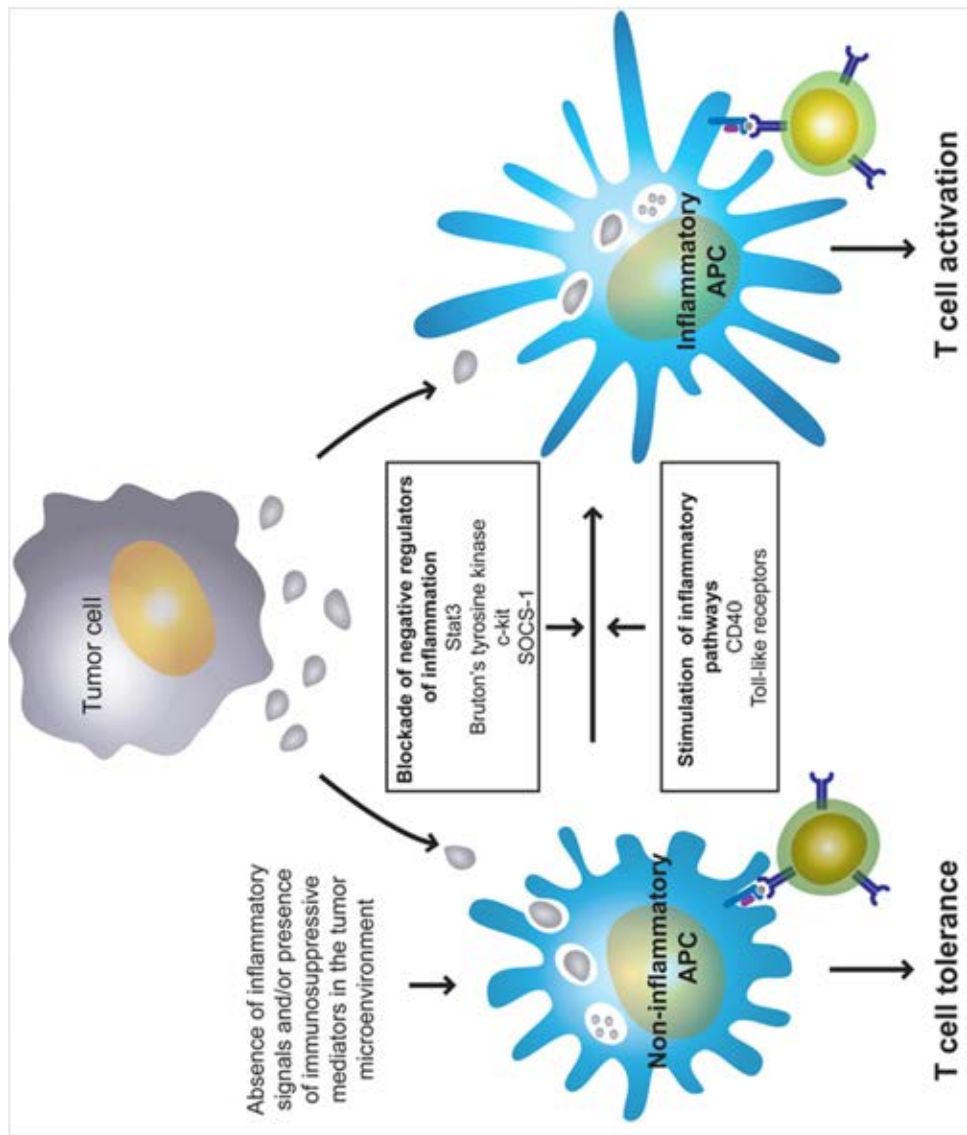 Tumor cell
Absence of inflammatory
signals and/or presence
of immunosuppressive
mediators in the tumor
microenvironment
Blockade of negative regulators
of inflammation
Stat3
Bruton's tyrosine kinase
c-kit
SOCS-1
Stimulation of inflammatory
pathways
CD40
Toll-like receptors
Non-inflammatory
APC
Inflammatory
APC
T cell tolerance
T cell activation